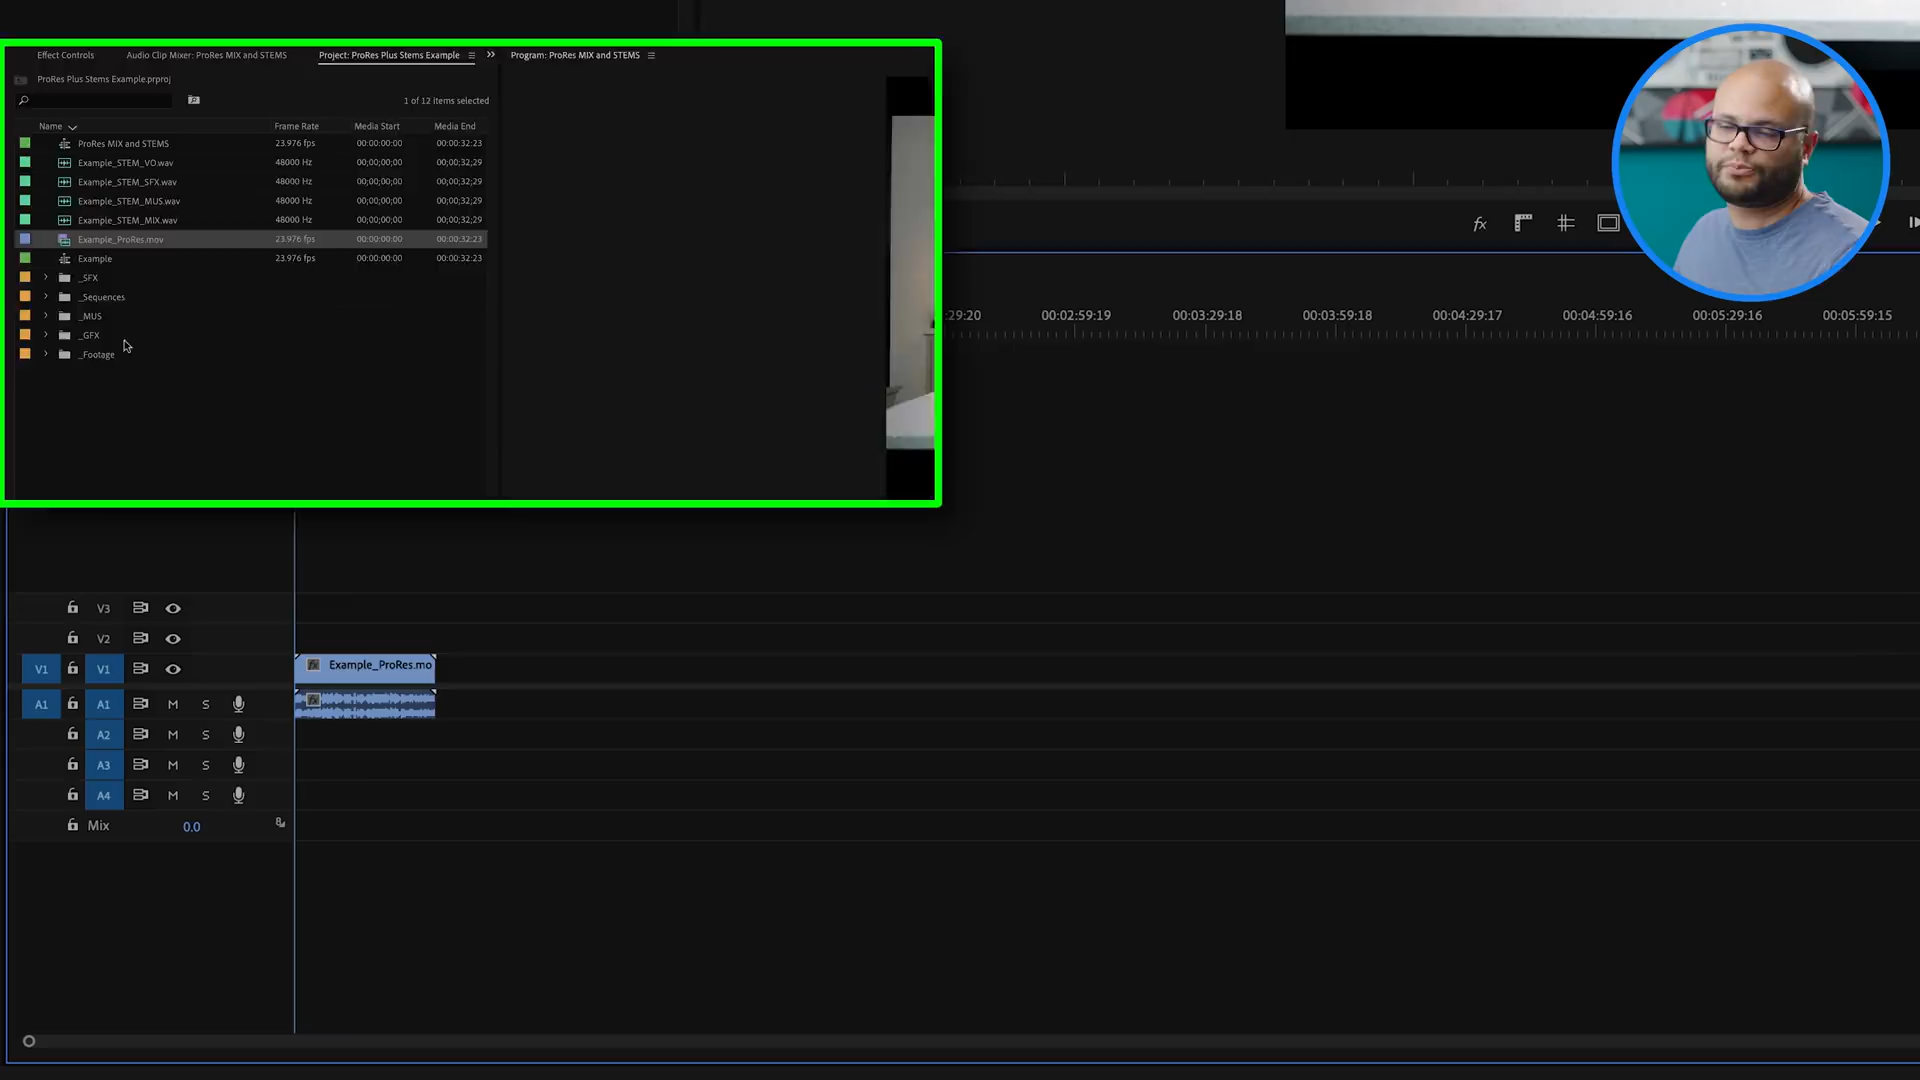 Effect Controls Audio Clip Mixer: ProRes MIX and STEMS Project: ProRes Plus Stems Example Program: ProRes MIX and STEMS
ProRes Plus Stems Example.prproj
1 of 12 items selected
Name Frame Rate Media Start Media End
ProRes MIX and STEMS 23.976 fps 00:00:00:00 00:00:32:23
Example_STEM_VO.wav 48000 Hz 00;00;00;00 00;00;32;29
Example_STEM_SFX.wav 48000 Hz 00;00;00;00 00;00;32;29
Example_STEM_MUS.wav 48000 Hz 00;00;00;00 00;00;32;29
Example_STEM_MIX.wav 48000 Hz 00;00;00;00 00;00;32;29
Example_ProRes.mov 23.976 fps 00:00:00:00 00:00:32:23
Example 23.976 fps 00:00:00:00 00:00:32:23
_SFX
_Sequences
_MUS
_GFX
_Footage
fx
:29:20 00:02:59:19 00:03:29:18 00:03:59:18 00:04:29:17 00:04:59:16 00:05:29:16 00:05:59:15
V3
V2
V1 V1 fx Example_ProRes.mo
A1 A1 M S fx
A2 M S
A3 M S
A4 M S
Mix 0.0